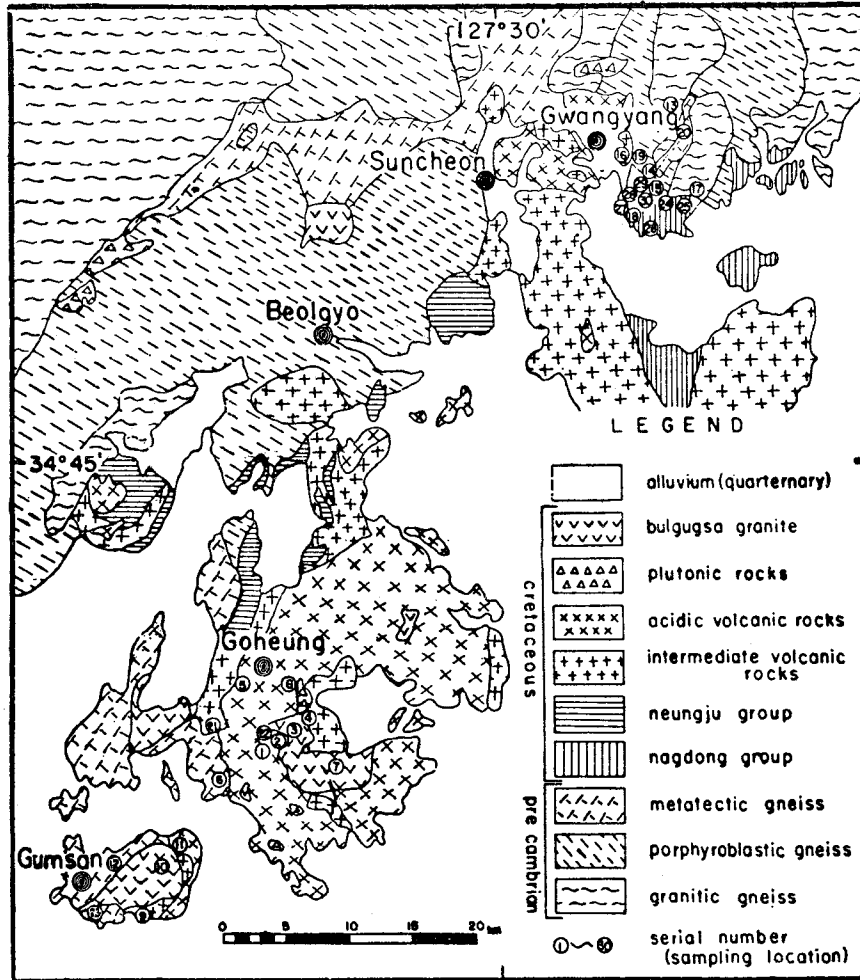 127°30'
Gwangyang
Suncheon
Beolgyo
34°45'
Goheung
Gumsan
0 5 10 20 km
LEGEND
alluvium (quarternary)
bulgugsa granite
plutonic rocks
acidic volcanic rocks
intermediate volcanic
rocks
neungju group
nagdong group
metatectic gneiss
porphyroblastic gneiss
granitic gneiss
cretaceous
pre cambrian
① ~ ㉚ serial number
(sampling location)